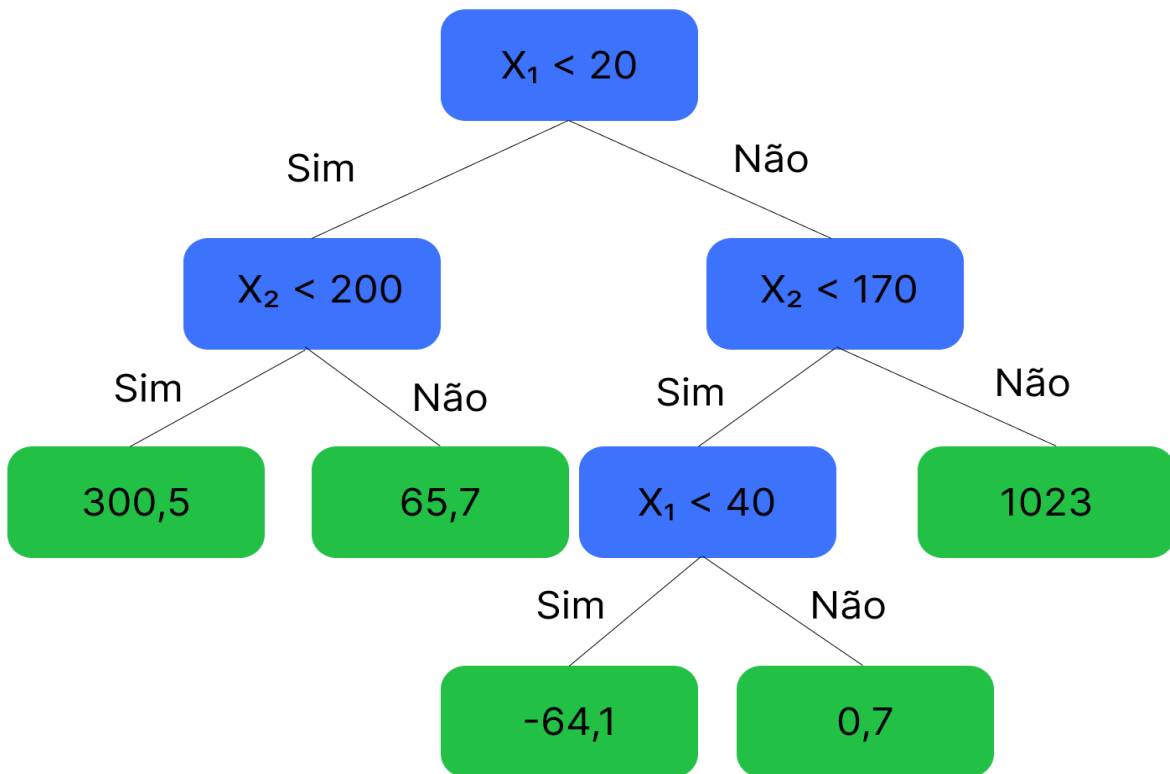 X₁ < 20
Sim
Não
X₂ < 200
X₂ < 170
Sim
Não
Sim
Não
300,5
65,7
X₁ < 40
1023
Sim
Não
-64,1
0,7